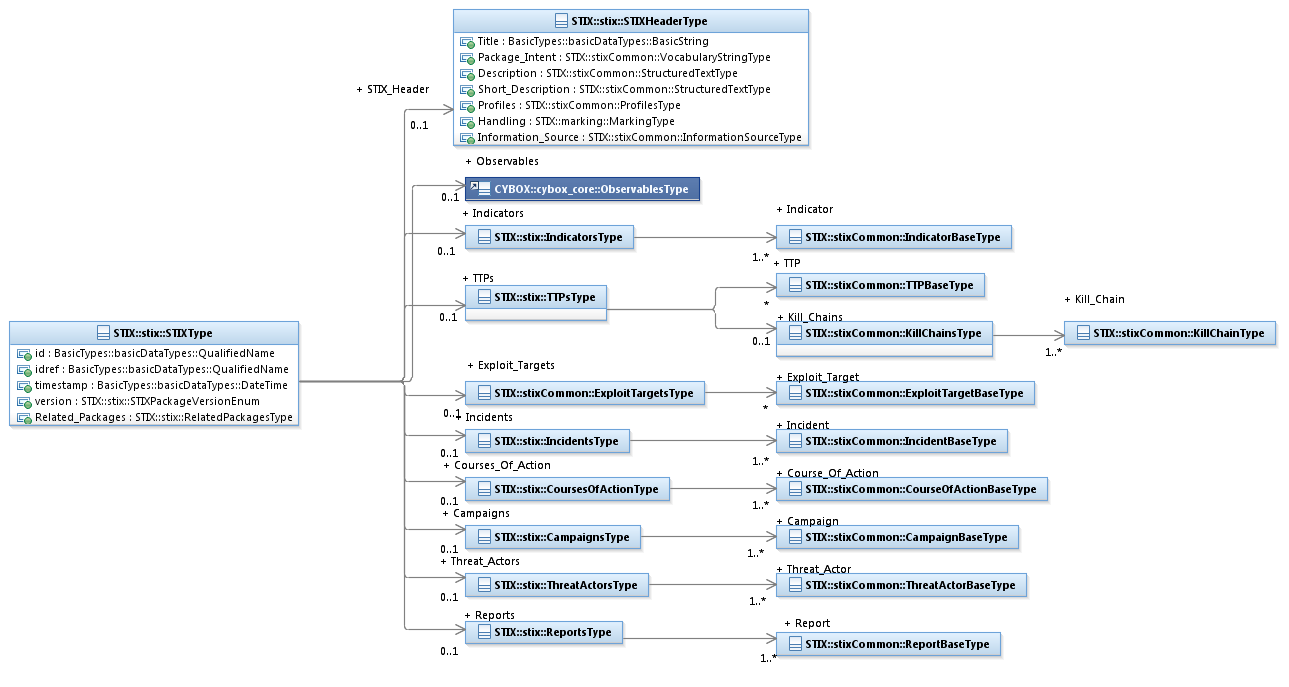 STIX::stix::STIXHeaderType
Title : BasicTypes::basicDataTypes::BasicString
Package_Intent : STIX::stixCommon::VocabularyStringType
Description : STIX::stixCommon::StructuredTextType
Short_Description : STIX::stixCommon::StructuredTextType
Profiles : STIX::stixCommon::ProfilesType
Handling : STIX::marking::MarkingType
Information_Source : STIX::stixCommon::InformationSourceType
+ STIX_Header
0..1
+ Observables
CYBOX::cybox_core::ObservablesType
0..1
+ Indicators
STIX::stix::IndicatorsType
0..1
+ Indicator
STIX::stixCommon::IndicatorBaseType
1..*
+ TTPs
STIX::stix::TTPsType
0..1
+ TTP
STIX::stixCommon::TTPBaseType
*
+ Kill_Chains
STIX::stixCommon::KillChainsType
0..1
+ Kill_Chain
STIX::stixCommon::KillChainType
1..*
STIX::stix::STIXType
id : BasicTypes::basicDataTypes::QualifiedName
idref : BasicTypes::basicDataTypes::QualifiedName
timestamp : BasicTypes::basicDataTypes::DateTime
version : STIX::stix::STIXPackageVersionEnum
Related_Packages : STIX::stix::RelatedPackagesType
+ Exploit_Targets
STIX::stixCommon::ExploitTargetsType
0..1
+ Exploit_Target
STIX::stixCommon::ExploitTargetBaseType
*
+ Incidents
STIX::stix::IncidentsType
0..1
+ Incident
STIX::stixCommon::IncidentBaseType
1..*
+ Courses_Of_Action
STIX::stix::CoursesOfActionType
0..1
+ Course_Of_Action
STIX::stixCommon::CourseOfActionBaseType
1..*
+ Campaigns
STIX::stix::CampaignsType
0..1
+ Campaign
STIX::stixCommon::CampaignBaseType
1..*
+ Threat_Actors
STIX::stix::ThreatActorsType
0..1
+ Threat_Actor
STIX::stixCommon::ThreatActorBaseType
1..*
+ Reports
STIX::stix::ReportsType
0..1
+ Report
STIX::stixCommon::ReportBaseType
1..*